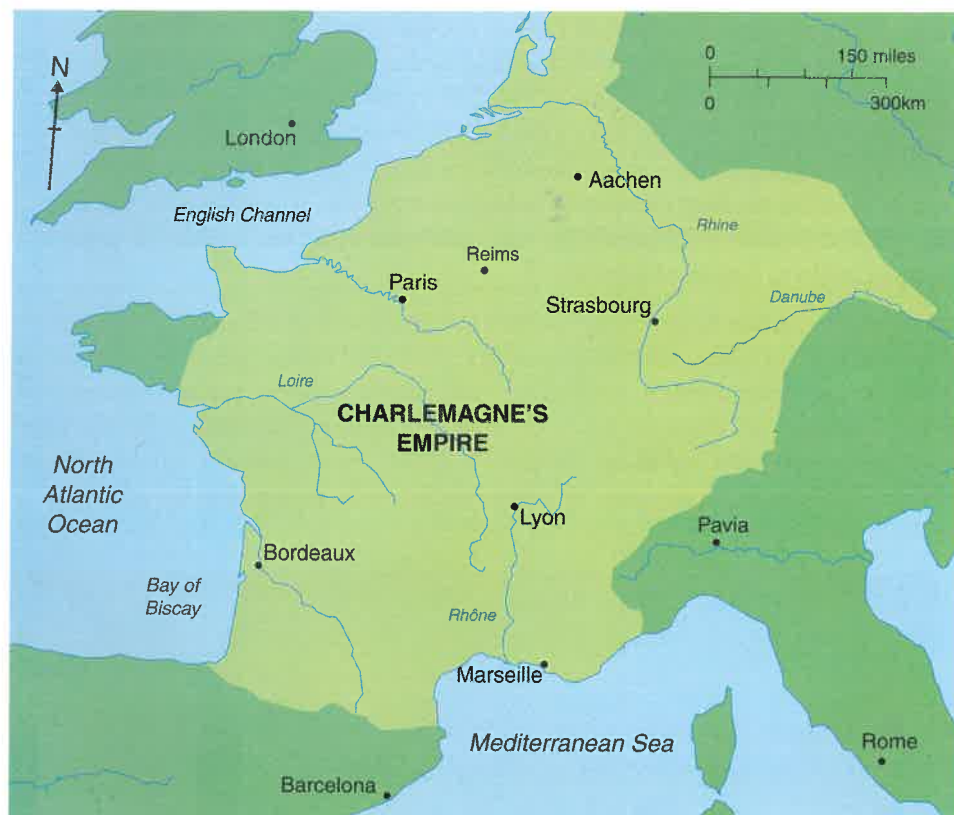 N
0 150 miles
0 300km
London
Aachen
English Channel
Rhine
Reims
Paris
Strasbourg
Danube
Loire
CHARLEMAGNE'S
EMPIRE
North
Atlantic
Ocean
Lyon
Pavia
Bordeaux
Bay of
Biscay
Rhône
Marseille
Mediterranean Sea
Rome
Barcelona